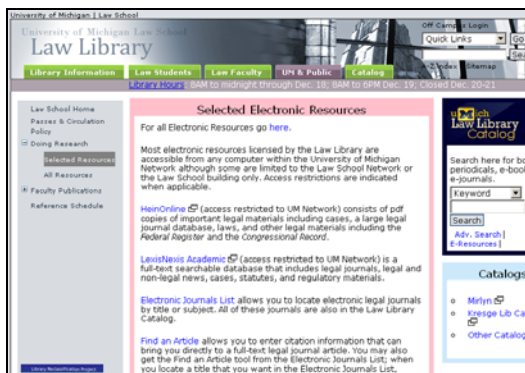 University of Michigan | Law School
University of Michigan Law School
Law Library
Off Campus Login
Quick Links
Go
A-Z Index Sitemap
Library Information
Law Students
Law Faculty
UM & Public
Catalog
Library Hours: 8AM to midnight through Dec. 18; 8AM to 6PM Dec. 19; Closed Dec. 20-21
Law School Home
Passes & Circulation
Policy
Doing Research
Selected Resources
All Resources
Faculty Publications
Reference Schedule
Selected Electronic Resources
For all Electronic Resources go here.
Most electronic resources licensed by the Law Library are
accessible from any computer within the University of Michigan
Network although some are limited to the Law School Network or
the Law School building only. Access restrictions are indicated
when applicable.
HeinOnline (access restricted to UM Network) consists of pdf
copies of important legal materials including cases, a large legal
journal database, laws, and other legal materials including the
Federal Register and the Congressional Record.
LexisNexis Academic (access restricted to UM Network) is a
full-text searchable database that includes legal journals, legal and
non-legal news, cases, statutes, and regulatory materials.
Electronic Journals List allows you to locate electronic legal journals
by title or subject. All of these journals are also in the Law Library
Catalog.
Find an Article allows you to enter citation information that can
bring you directly to a full-text legal journal article. You may also
get the Find an Article tool from the Electronic Journals List; when
you locate a title that you want in the Electronic Journals List,
Law Library
Catalog
Search here for bo
periodicals, e-book
e-journals.
Keyword
Search
Adv. Search |
E-Resources |
Catalogs
Mirlyn
Kresge Lib Ca
Other Catalog